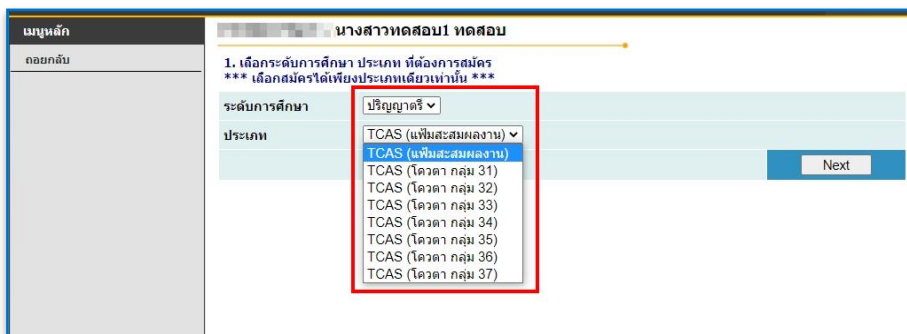 เมนูหลัก
ถอยกลับ
นางสาวทดสอบ1 ทดสอบ
1. เลือกระดับการศึกษา ประเภท ที่ต้องการสมัคร
*** เลือกสมัครได้เพียงประเภทเดียวเท่านั้น ***
ระดับการศึกษา ปริญญาตรี
ประเภท TCAS (แฟ้มสะสมผลงาน)
TCAS (แฟ้มสะสมผลงาน)
TCAS (โควตา กลุ่ม 31)
TCAS (โควตา กลุ่ม 32)
TCAS (โควตา กลุ่ม 33)
TCAS (โควตา กลุ่ม 34)
TCAS (โควตา กลุ่ม 35)
TCAS (โควตา กลุ่ม 36)
TCAS (โควตา กลุ่ม 37)
Next